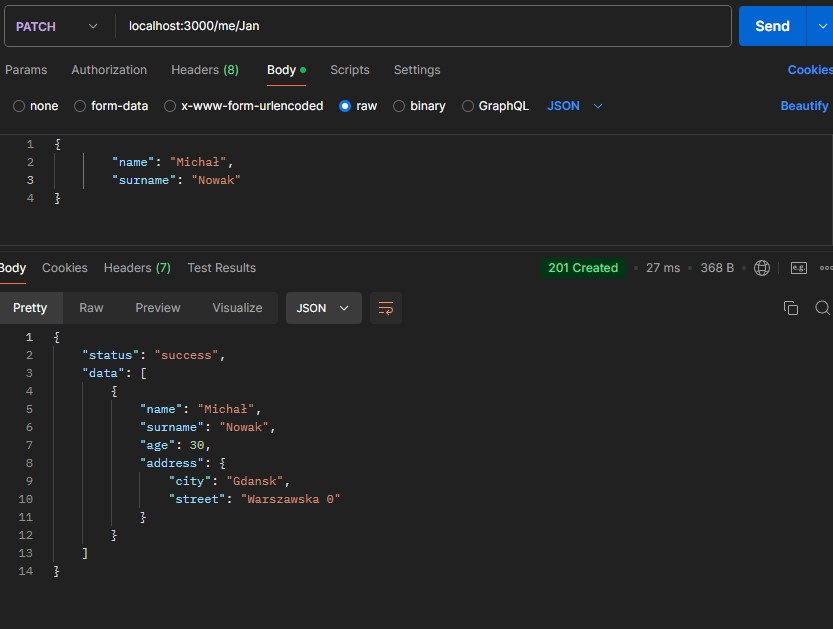 PATCH localhost:3000/me/Jan Send
Params Authorization Headers (8) Body Scripts Settings Cookies
none form-data x-www-form-urlencoded raw binary GraphQL JSON Beautify
1 {
2 "name": "Michał",
3 "surname": "Nowak"
4 }
Body Cookies Headers (7) Test Results 201 Created 27 ms 368 B e.g.
Pretty Raw Preview Visualize JSON
1 {
2 "status": "success",
3 "data": [
4 {
5 "name": "Michał",
6 "surname": "Nowak",
7 "age": 30,
8 "address": {
9 "city": "Gdansk",
10 "street": "Warszawska 0"
11 }
12 }
13 ]
14 }